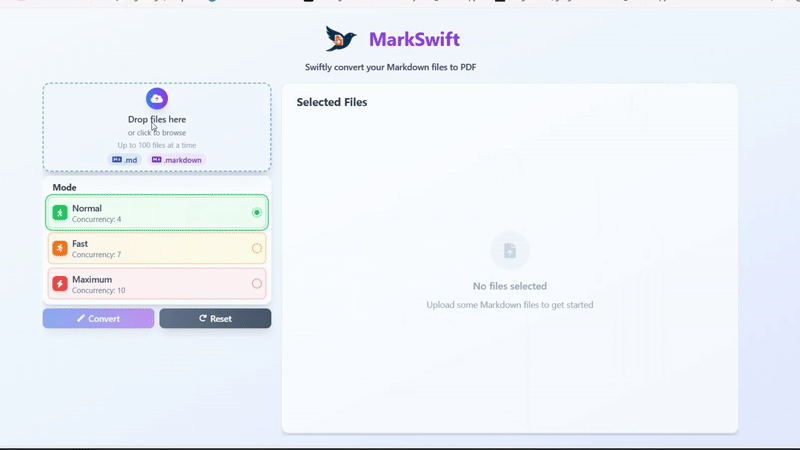 MarkSwift
Swiftly convert your Markdown files to PDF
Drop files here
or click to browse
Up to 100 files at a time
.md .markdown
Mode
Normal
Concurrency: 4
Fast
Concurrency: 7
Maximum
Concurrency: 10
Convert Reset
Selected Files
No files selected
Upload some Markdown files to get started